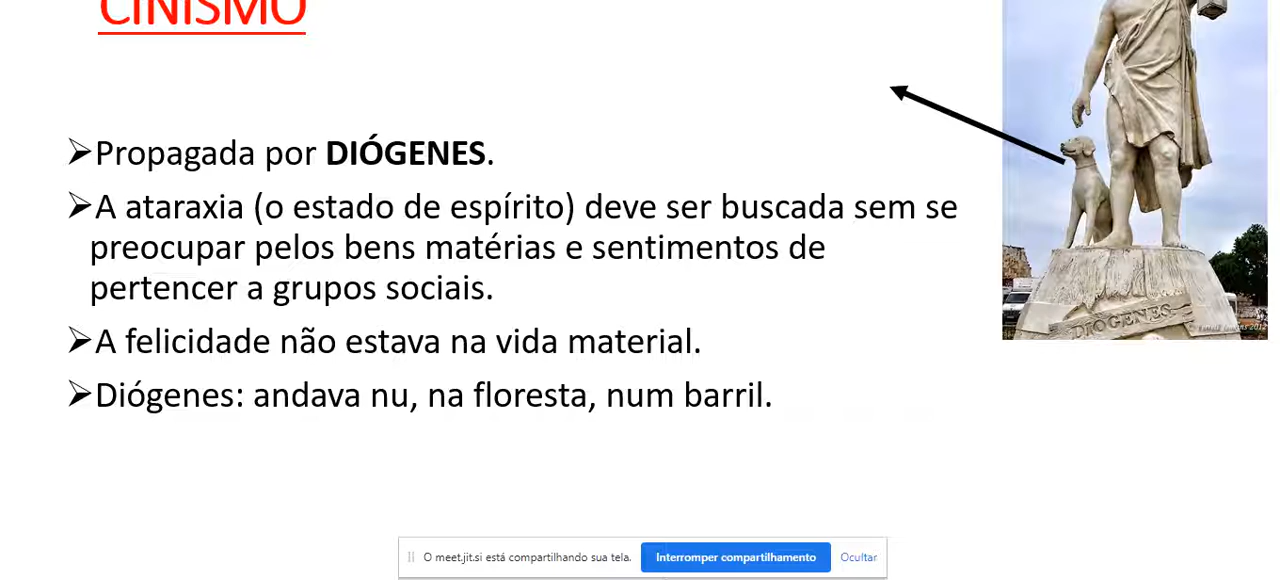 CINISMO
➢Propagada por DIÓGENES.
➢A ataraxia (o estado de espírito) deve ser buscada sem se
preocupar pelos bens matérias e sentimentos de
pertencer a grupos sociais.
➢A felicidade não estava na vida material.
➢Diógenes: andava nu, na floresta, num barril.
DIOGENES
O meet.jit.si está compartilhando sua tela. Interromper compartilhamento Ocultar